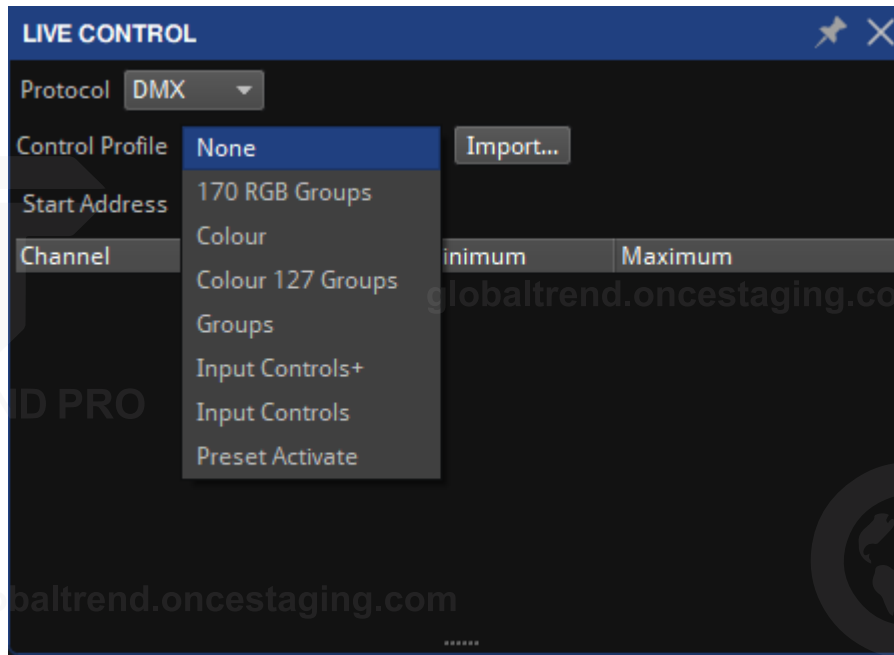 LIVE CONTROL
Protocol DMX
Control Profile None Import...
170 RGB Groups
Start Address
Colour
Channel inimum Maximum
Colour 127 Groups
globaltrend.oncestaging.co
Groups
Input Controls+
ND PRO
Input Controls
Preset Activate
obaltrend.oncestaging.com